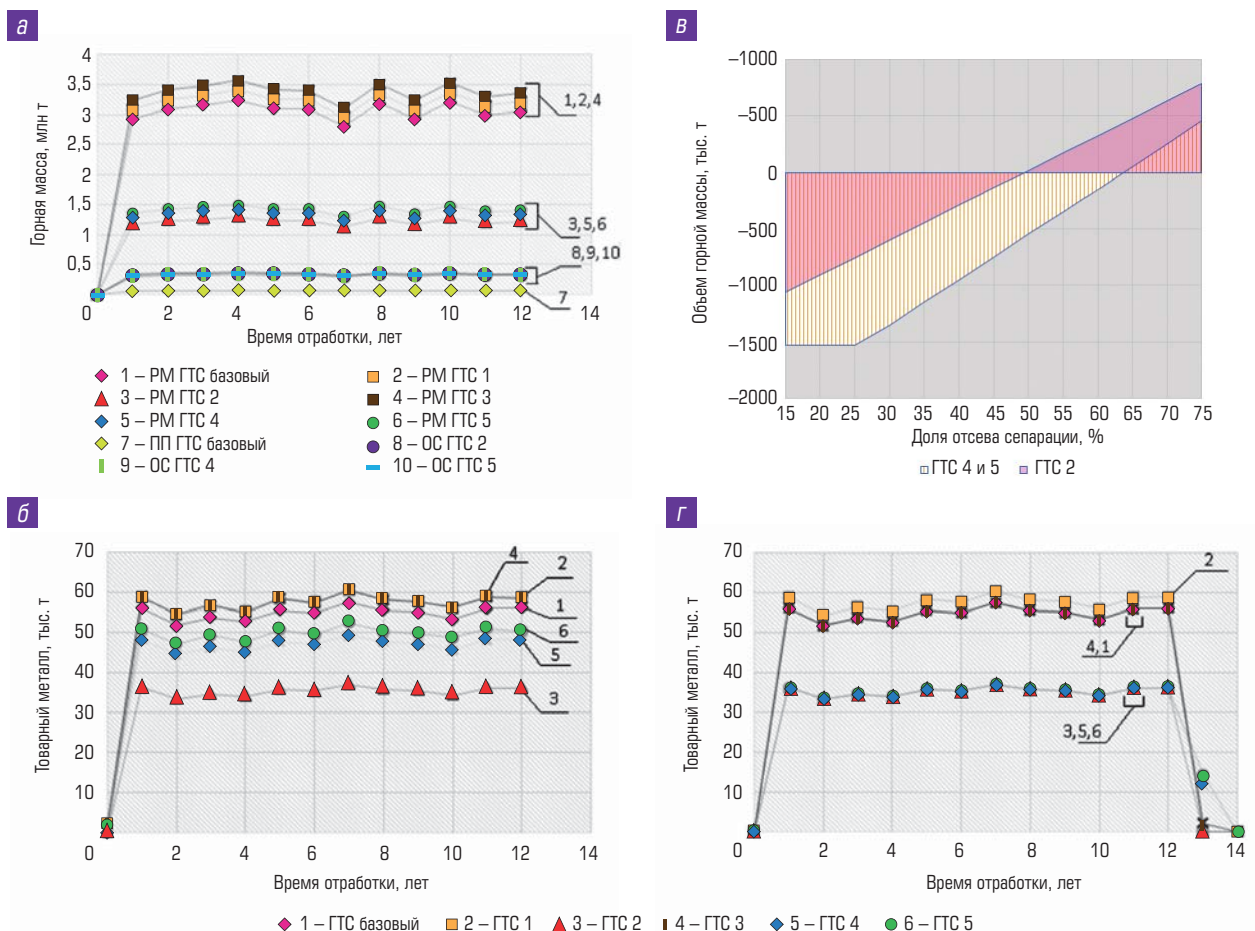 а
Горная масса, млн т
4
3,5
3
2,5
2
1,5
1
0,5
0
2
4
6
8
10
12
14
1,2,4
3,5,6
8,9,10
7
Время отработки, лет
1 – РМ ГТС базовый
2 – РМ ГТС 1
3 – РМ ГТС 2
4 – РМ ГТС 3
5 – РМ ГТС 4
6 – РМ ГТС 5
7 – ПП ГТС базовый
8 – ОС ГТС 2
9 – ОС ГТС 4
10 – ОС ГТС 5
в
Объем горной массы, тыс. т
–1000
–500
0
–500
–1000
–1500
–2000
15
20
25
30
35
40
45
50
55
60
65
70
75
Доля отсева сепарации, %
ГТС 4 и 5
ГТС 2
б
Товарный металл, тыс. т
70
60
50
40
30
20
10
0
2
4
6
8
10
12
14
4
2
1
6
5
3
Время отработки, лет
г
Товарный металл, тыс. т
70
60
50
40
30
20
10
0
2
4
6
8
10
12
14
2
4,1
3,5,6
Время отработки, лет
1 – ГТС базовый
2 – ГТС 1
3 – ГТС 2
4 – ГТС 3
5 – ГТС 4
6 – ГТС 5